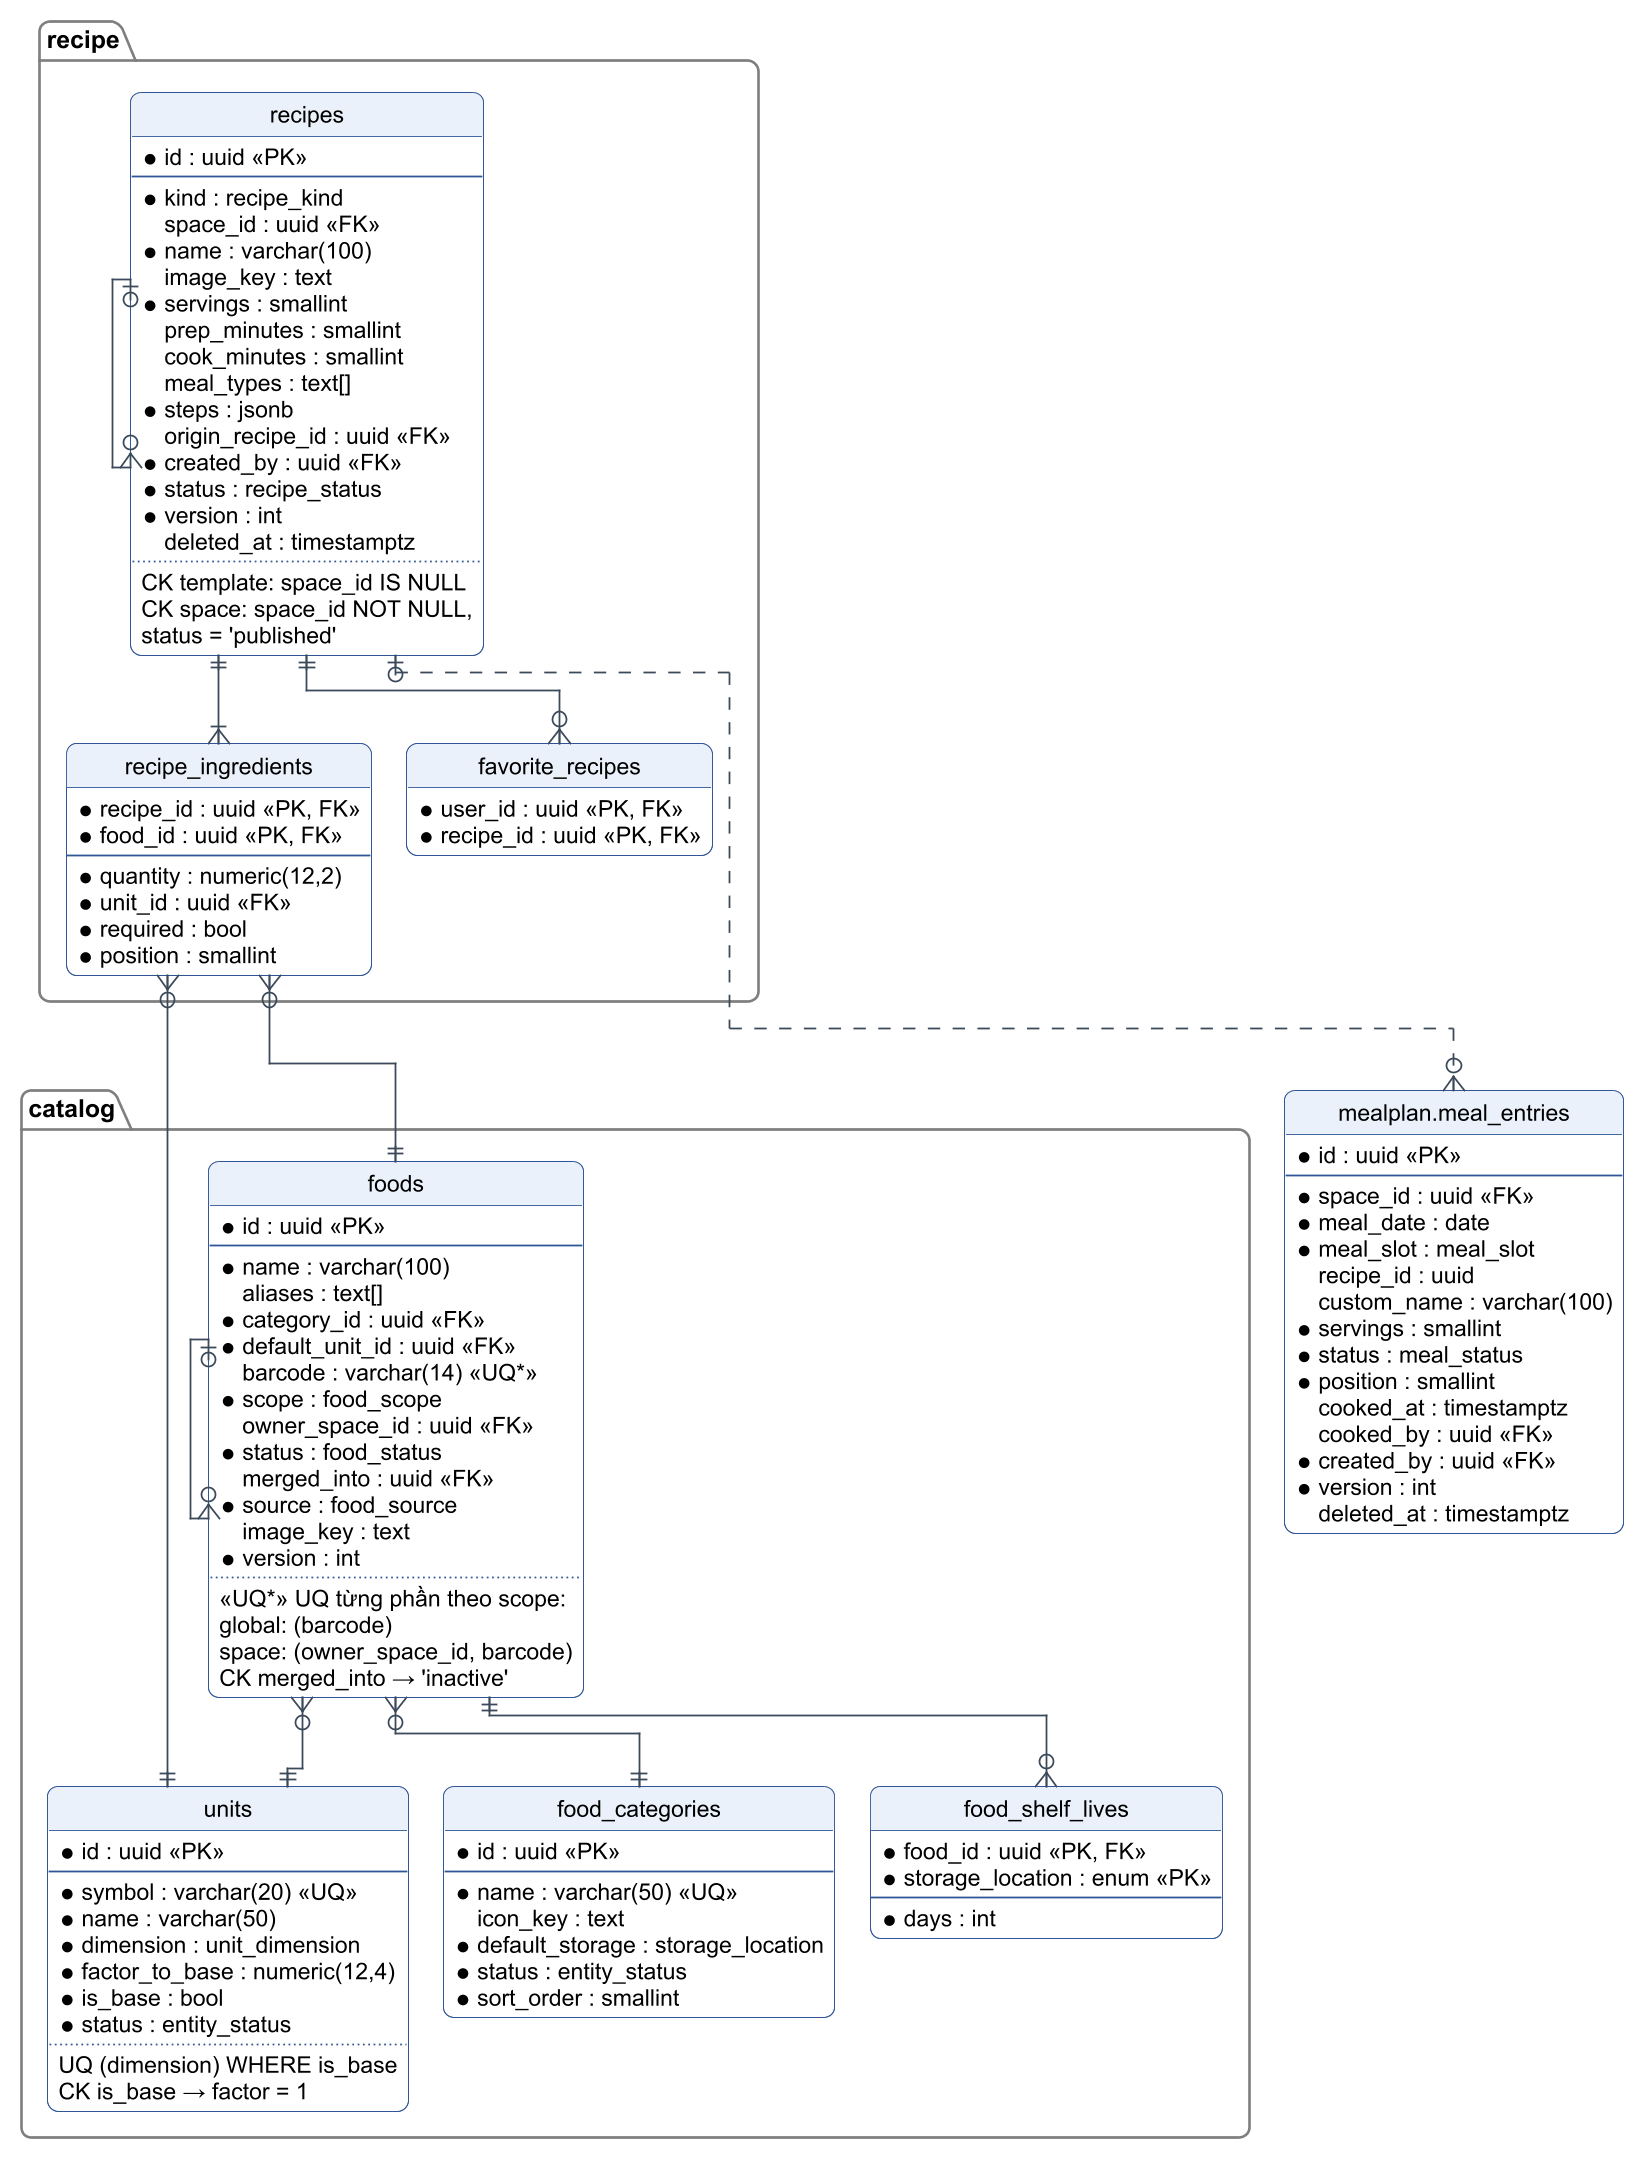 recipe
recipes
id : uuid «PK»
kind : recipe_kind
space_id : uuid «FK»
name : varchar(100)
image_key : text
servings : smallint
prep_minutes : smallint
cook_minutes : smallint
meal_types : text[]
steps : jsonb
origin_recipe_id : uuid «FK»
created_by : uuid «FK»
status : recipe_status
version : int
deleted_at : timestamptz
CK template: space_id IS NULL
CK space: space_id NOT NULL,
status = 'published'
recipe_ingredients
recipe_id : uuid «PK, FK»
food_id : uuid «PK, FK»
quantity : numeric(12,2)
unit_id : uuid «FK»
required : bool
position : smallint
favorite_recipes
user_id : uuid «PK, FK»
recipe_id : uuid «PK, FK»
mealplan.meal_entries
id : uuid «PK»
space_id : uuid «FK»
meal_date : date
meal_slot : meal_slot
recipe_id : uuid
custom_name : varchar(100)
servings : smallint
status : meal_status
position : smallint
cooked_at : timestamptz
cooked_by : uuid «FK»
created_by : uuid «FK»
version : int
deleted_at : timestamptz
catalog
foods
id : uuid «PK»
name : varchar(100)
aliases : text[]
category_id : uuid «FK»
default_unit_id : uuid «FK»
barcode : varchar(14) «UQ*»
scope : food_scope
owner_space_id : uuid «FK»
status : food_status
merged_into : uuid «FK»
source : food_source
image_key : text
version : int
«UQ*» UQ từng phần theo scope:
global: (barcode)
space: (owner_space_id, barcode)
CK merged_into → 'inactive'
units
id : uuid «PK»
symbol : varchar(20) «UQ»
name : varchar(50)
dimension : unit_dimension
factor_to_base : numeric(12,4)
is_base : bool
status : entity_status
UQ (dimension) WHERE is_base
CK is_base → factor = 1
food_categories
id : uuid «PK»
name : varchar(50) «UQ»
icon_key : text
default_storage : storage_location
status : entity_status
sort_order : smallint
food_shelf_lives
food_id : uuid «PK, FK»
storage_location : enum «PK»
days : int